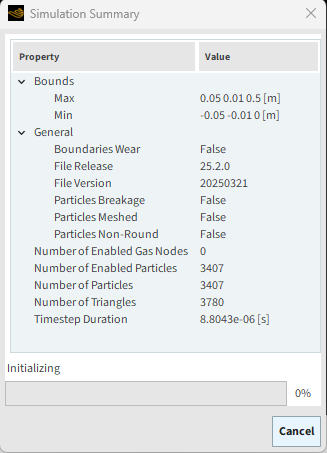 Simulation Summary
Property Value
Bounds
Max 0.05 0.01 0.5 [m]
Min -0.05 -0.01 0 [m]
General
Boundaries Wear False
File Release 25.2.0
File Version 20250321
Particles Breakage False
Particles Meshed False
Particles Non-Round False
Number of Enabled Gas Nodes 0
Number of Enabled Particles 3407
Number of Particles 3407
Number of Triangles 3780
Timestep Duration 8.8043e-06 [s]
Initializing
0%
Cancel